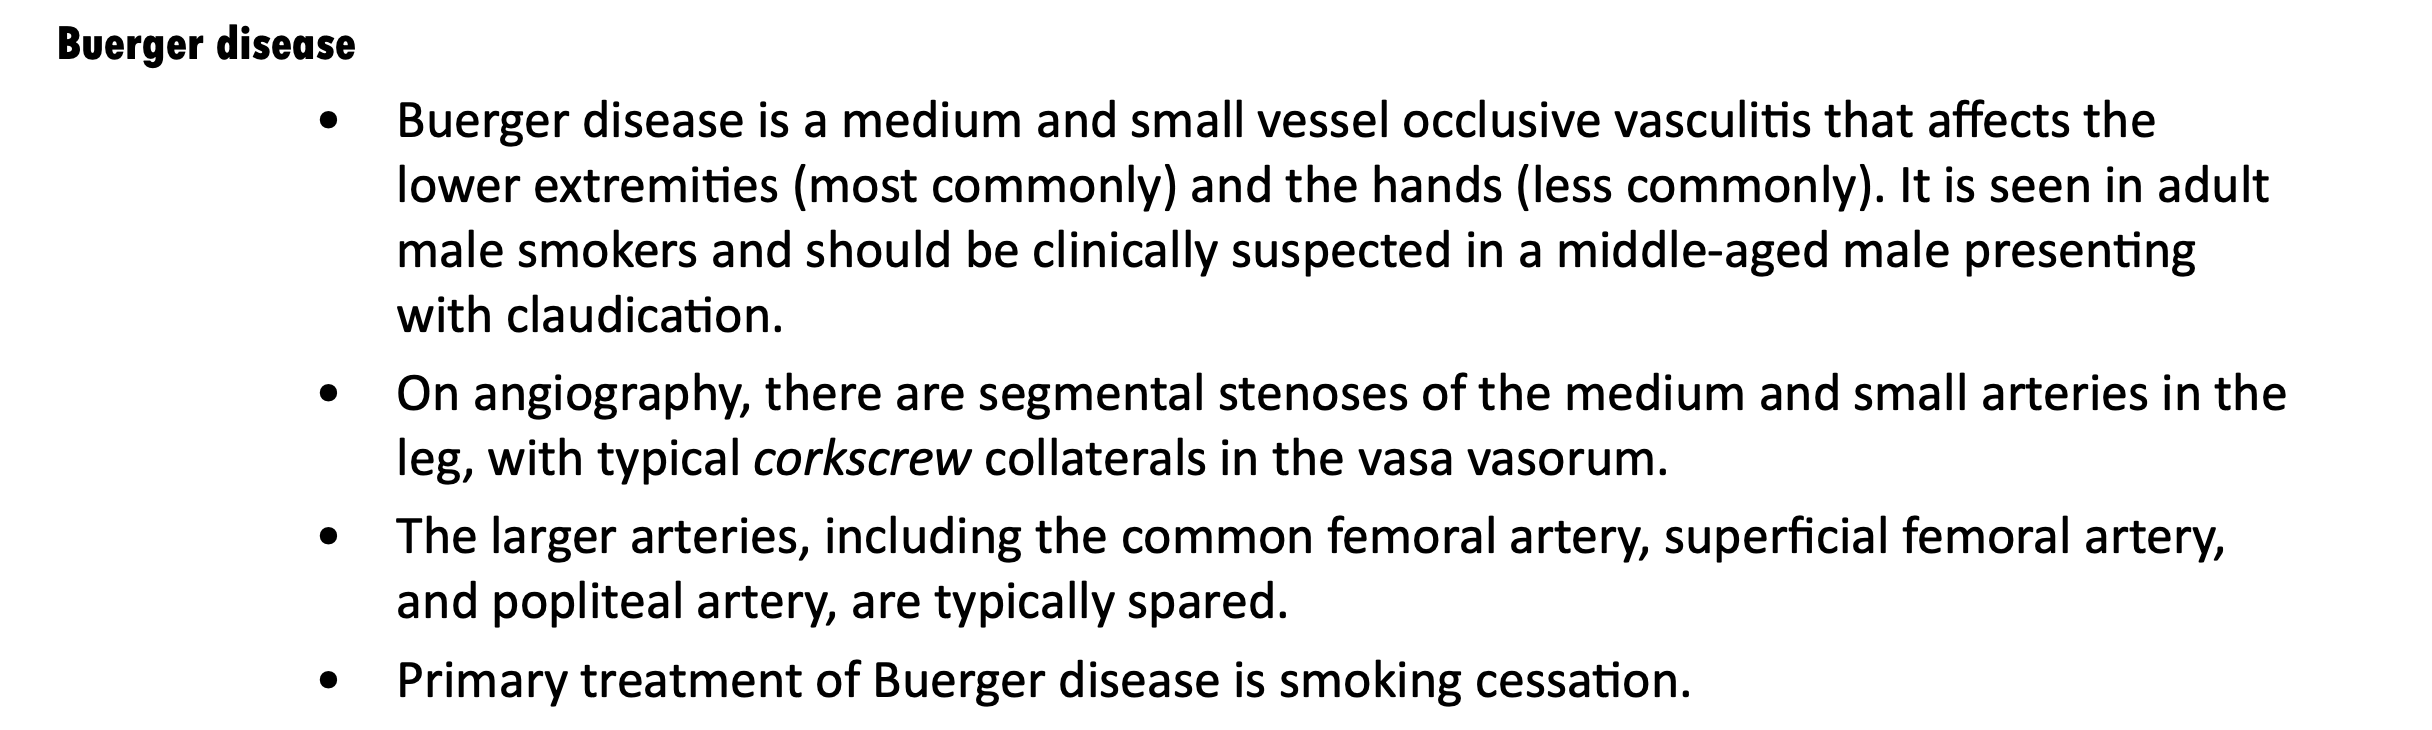 Buerger disease
• Buerger disease is a medium and small vessel occlusive vasculitis that affects the
lower extremities (most commonly) and the hands (less commonly). It is seen in adult
male smokers and should be clinically suspected in a middle-aged male presenting
with claudication.
• On angiography, there are segmental stenoses of the medium and small arteries in the
leg, with typical corkscrew collaterals in the vasa vasorum.
• The larger arteries, including the common femoral artery, superficial femoral artery,
and popliteal artery, are typically spared.
• Primary treatment of Buerger disease is smoking cessation.